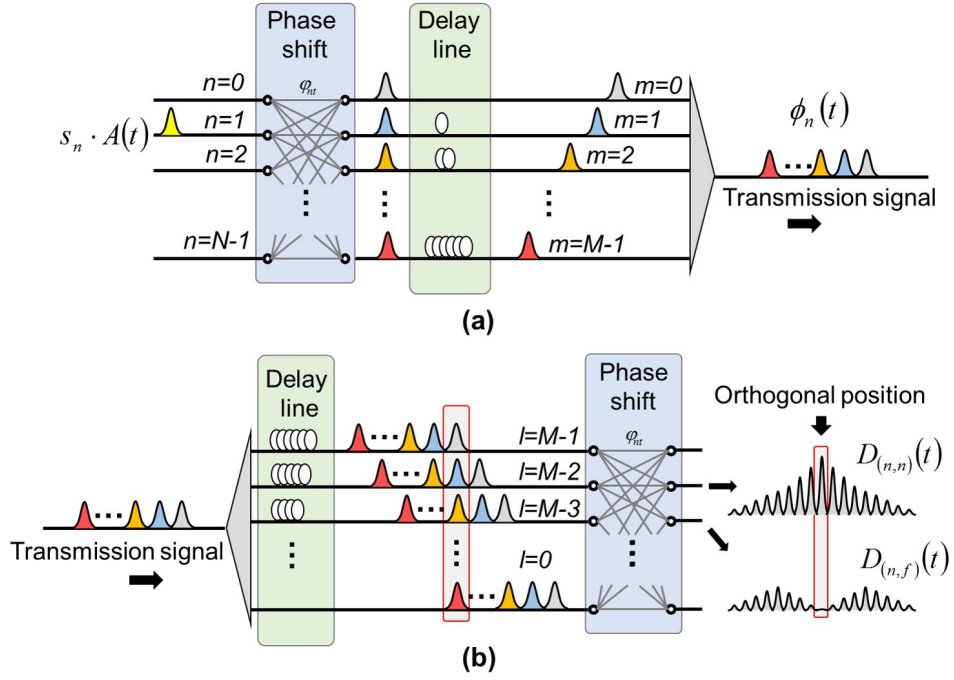 Phase shift
Delay line
n=0
φnt
m=0
sn · A(t)
n=1
m=1
ϕn(t)
n=2
m=2
Transmission signal
n=N-1
m=M-1
(a)
Delay line
Phase shift
Orthogonal position
l=M-1
φnt
D(n,n)(t)
l=M-2
l=M-3
Transmission signal
l=0
D(n,f)(t)
(b)